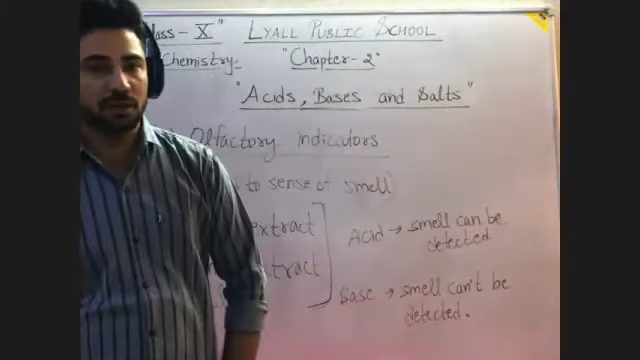 Class - X" LYALL PUBLIC SCHOOL
Chemistry. "Chapter-2"
"Acids, Bases and Salts"
Olfactory indicators
to sense of smell)
extract
Acid → smell can be
detected
Base → smell can't be
detected.